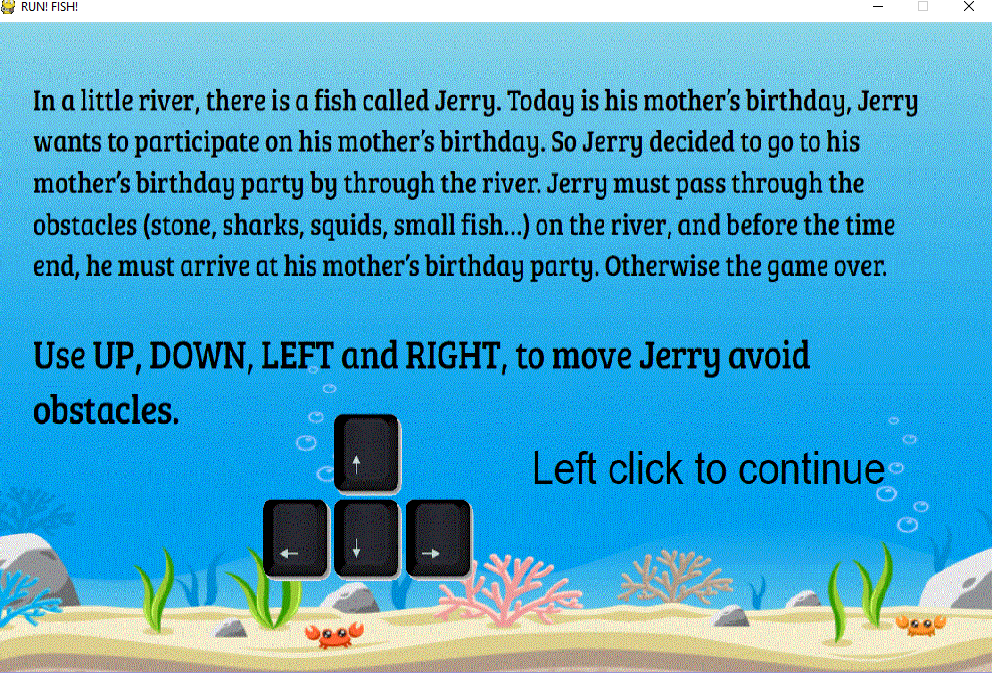 RUN! FISH!
In a little river, there is a fish called Jerry. Today is his mother's birthday, Jerry
wants to participate on his mother's birthday. So Jerry decided to go to his
mother's birthday party by through the river. Jerry must pass through the
obstacles (stone, sharks, squids, small fish...) on the river, and before the time
end, he must arrive at his mother's birthday party. Otherwise the game over.
Use UP, DOWN, LEFT and RIGHT, to move Jerry avoid
obstacles.
Left click to continue